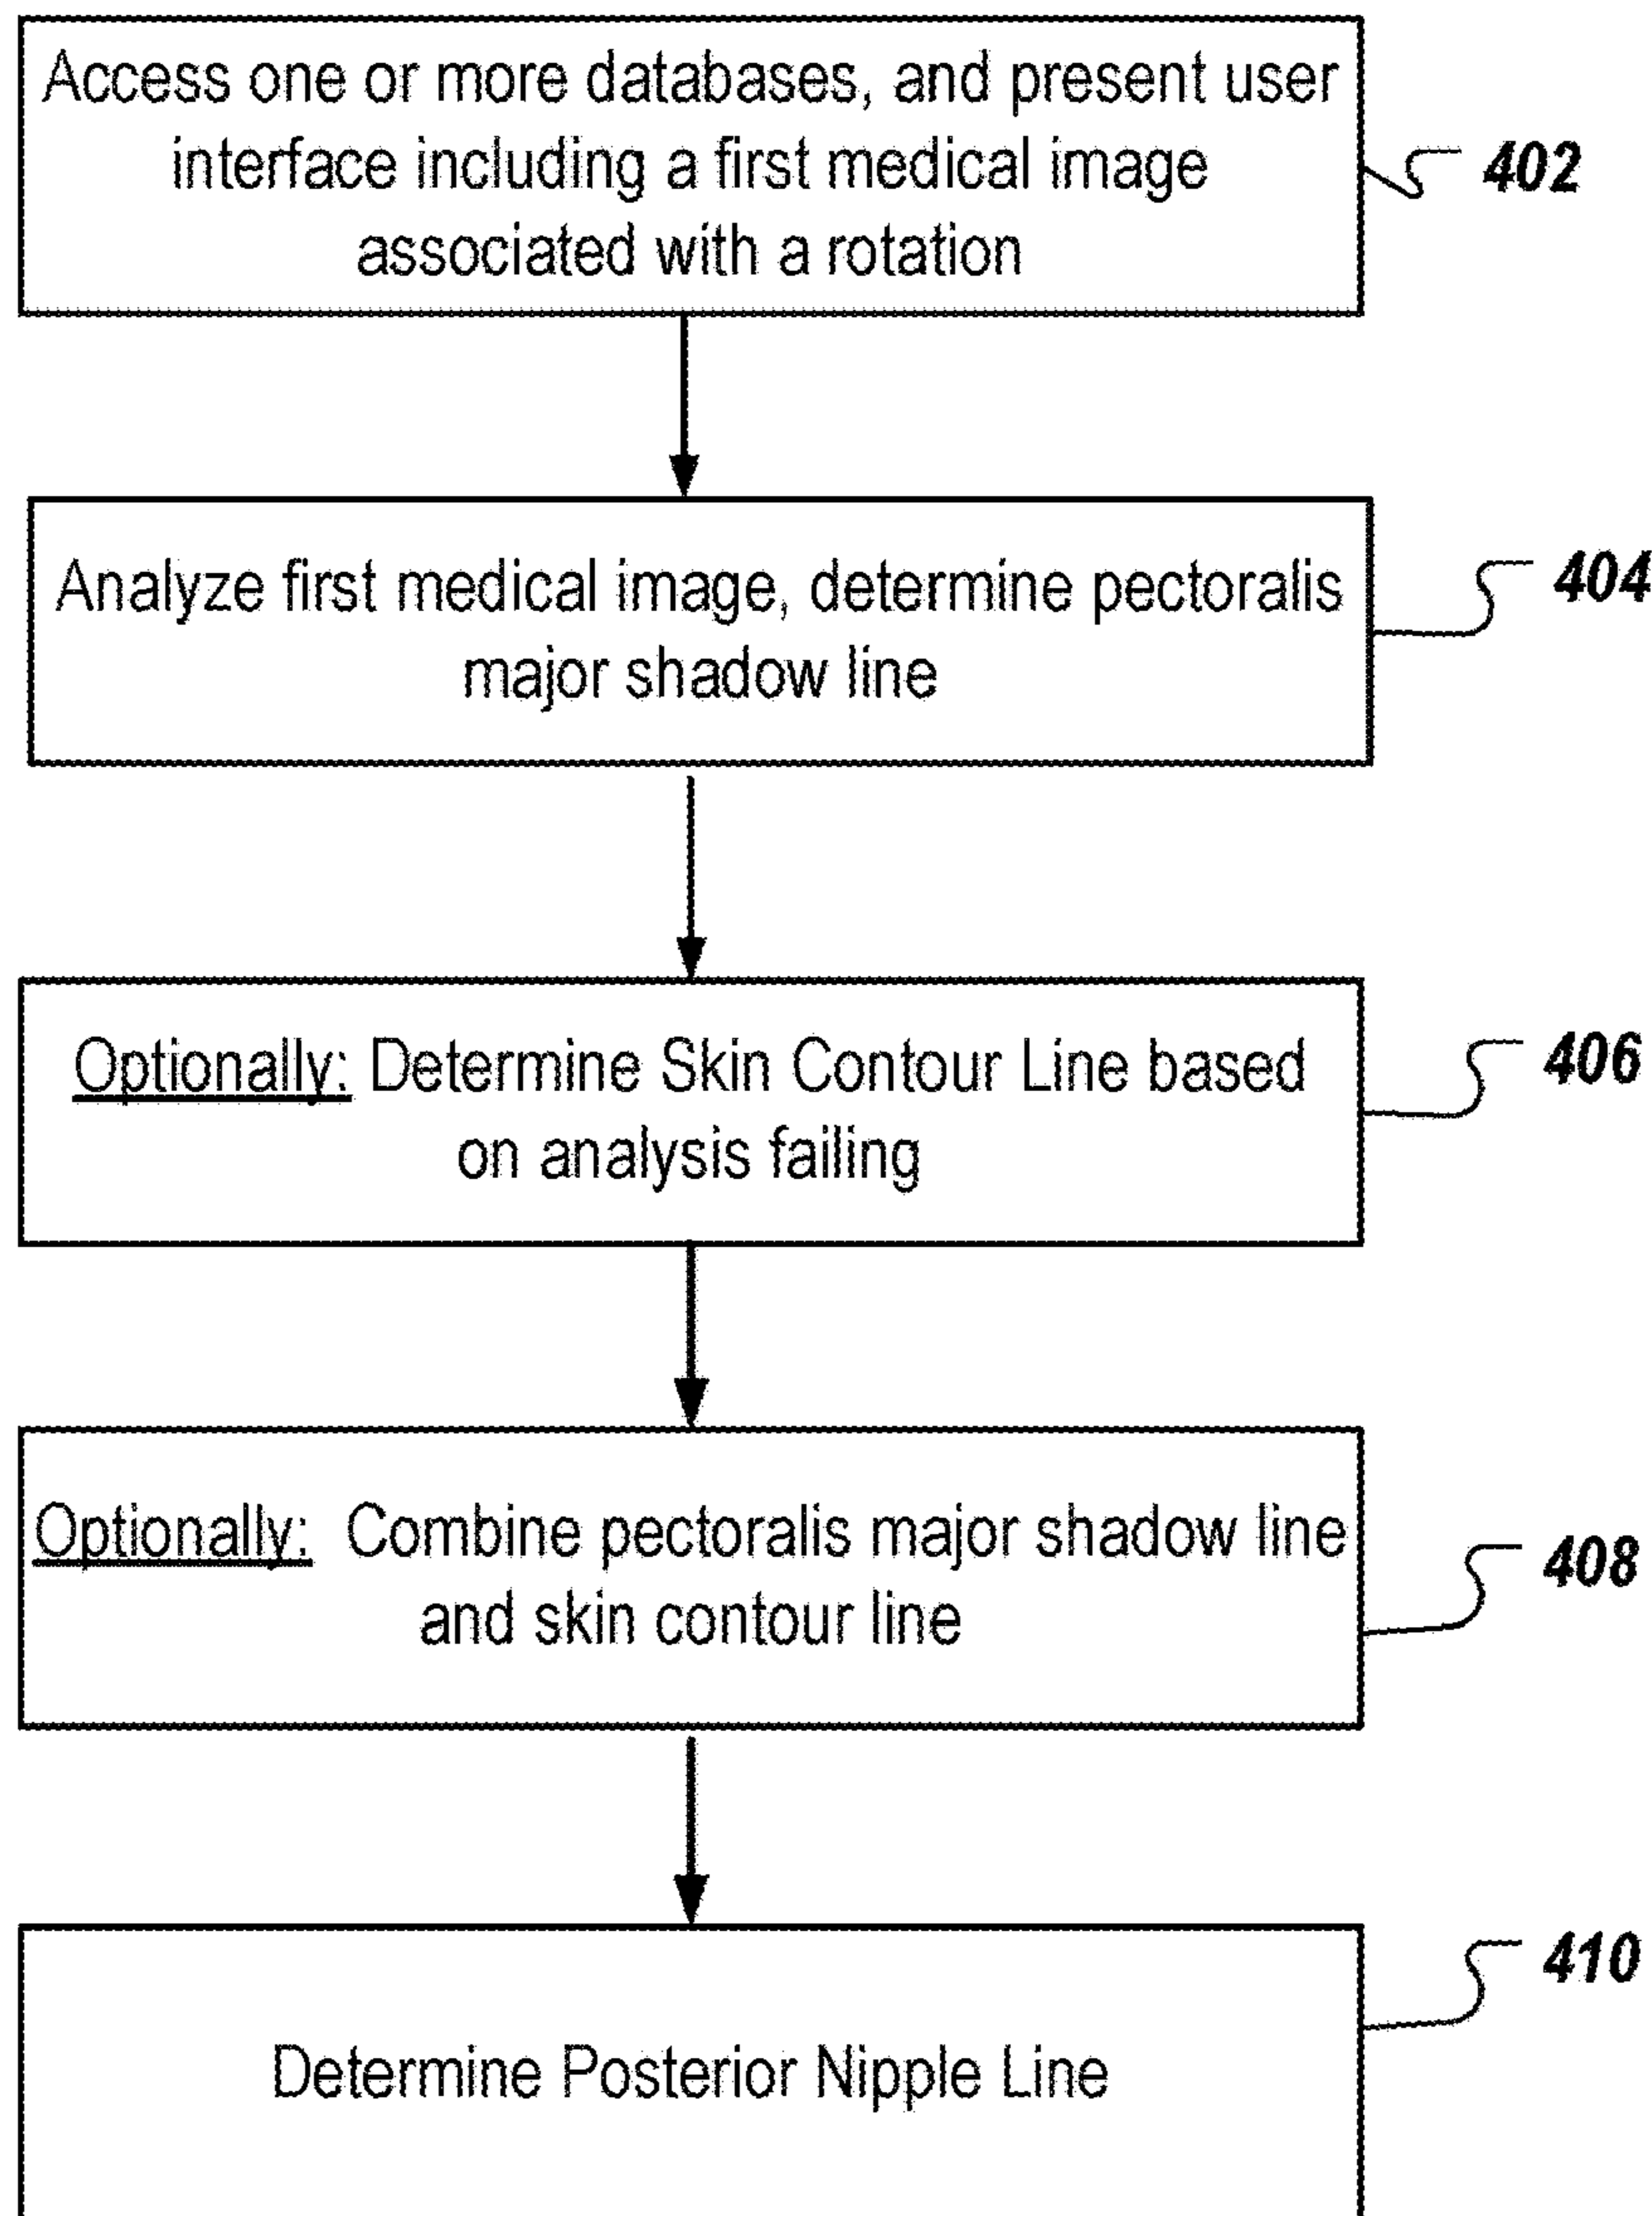 Access one or more databases, and present user
interface including a first medical image
associated with a rotation
402
Analyze first medical image, determine pectoralis
major shadow line
404
Optionally: Determine Skin Contour Line based
on analysis failing
406
Optionally: Combine pectoralis major shadow line
and skin contour line
408
Determine Posterior Nipple Line
410